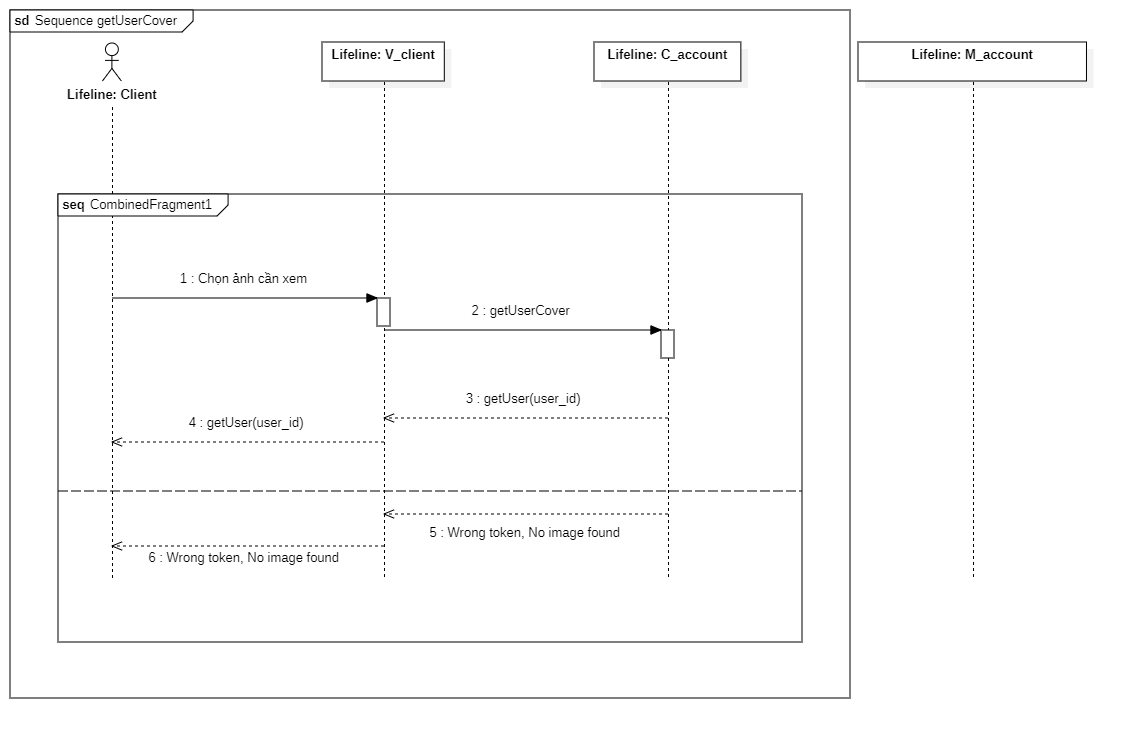 sd Sequence getUserCover
Lifeline: Client
Lifeline: V_client
Lifeline: C_account
Lifeline: M_account
seq CombinedFragment1
1 : Chọn ảnh cần xem
2 : getUserCover
3 : getUser(user_id)
4 : getUser(user_id)
5 : Wrong token, No image found
6 : Wrong token, No image found